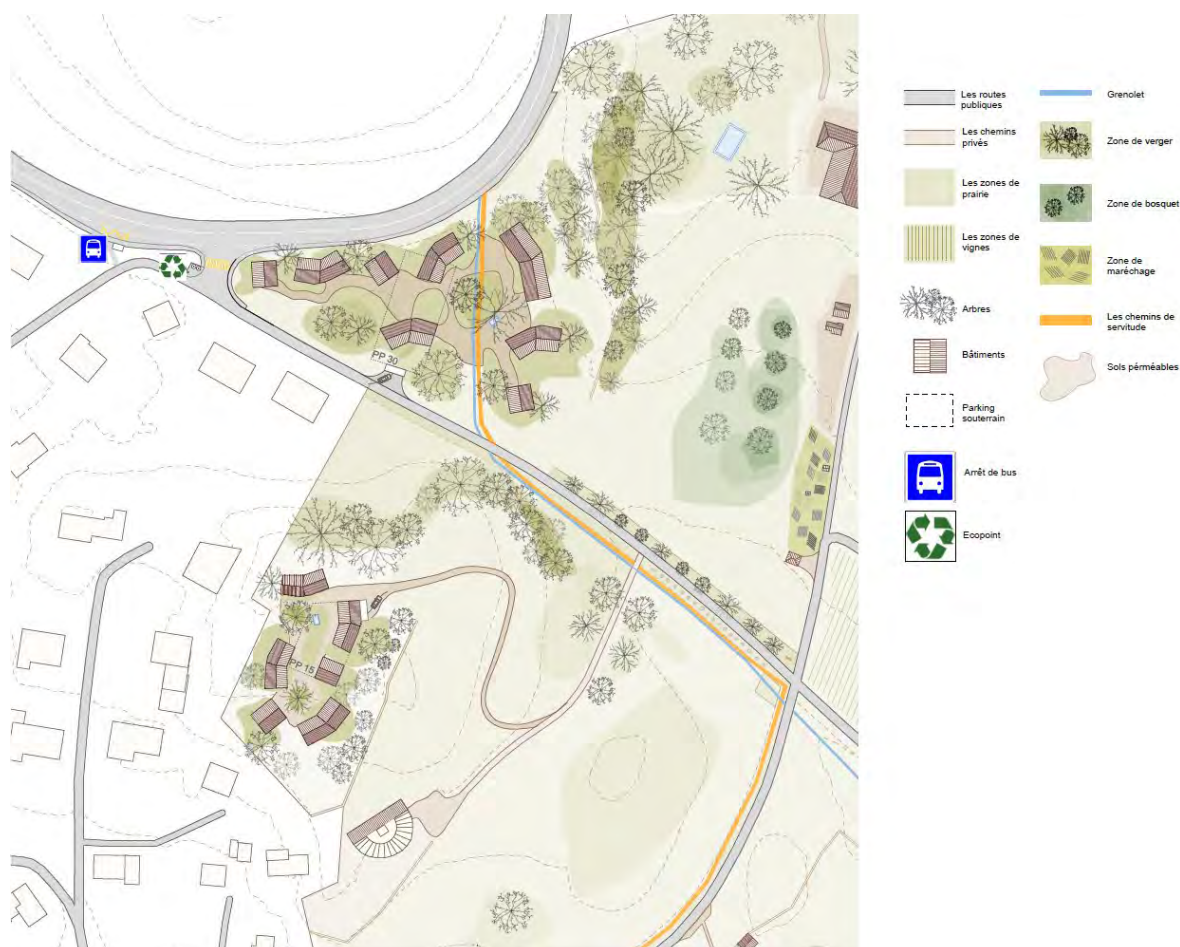 PP 30
PP 15
Les routes
publiques
Les chemins
privés
Les zones de
prairie
Les zones de
vignes
Arbres
Bâtiments
Parking
souterrain
Arrêt de bus
Ecopoint
Grenolet
Zone de verger
Zone de bosquet
Zone de
maréchage
Les chemins de
servitude
Sols pérméables